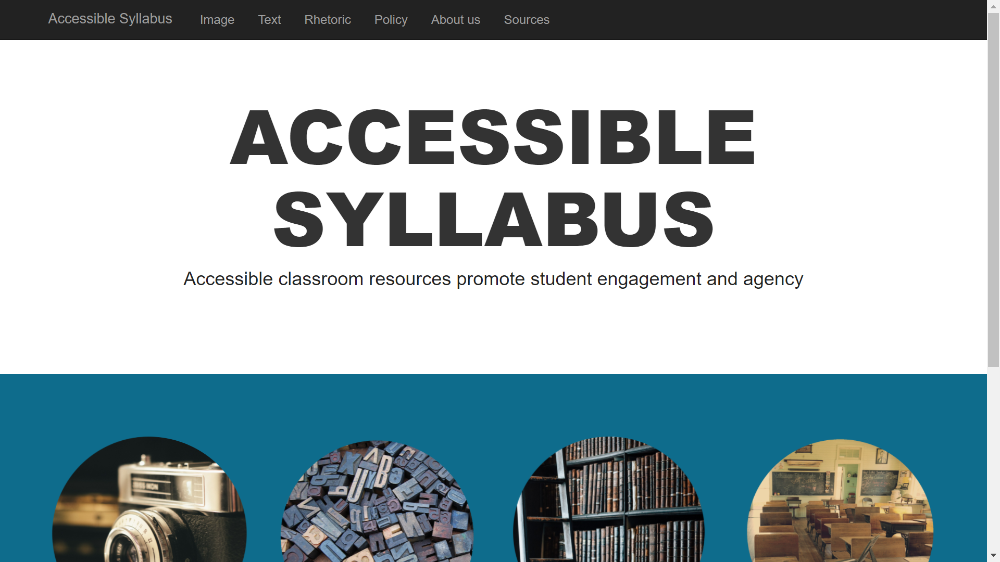 Accessible Syllabus Image Text Rhetoric Policy About us Sources
ACCESSIBLE
SYLLABUS
Accessible classroom resources promote student engagement and agency